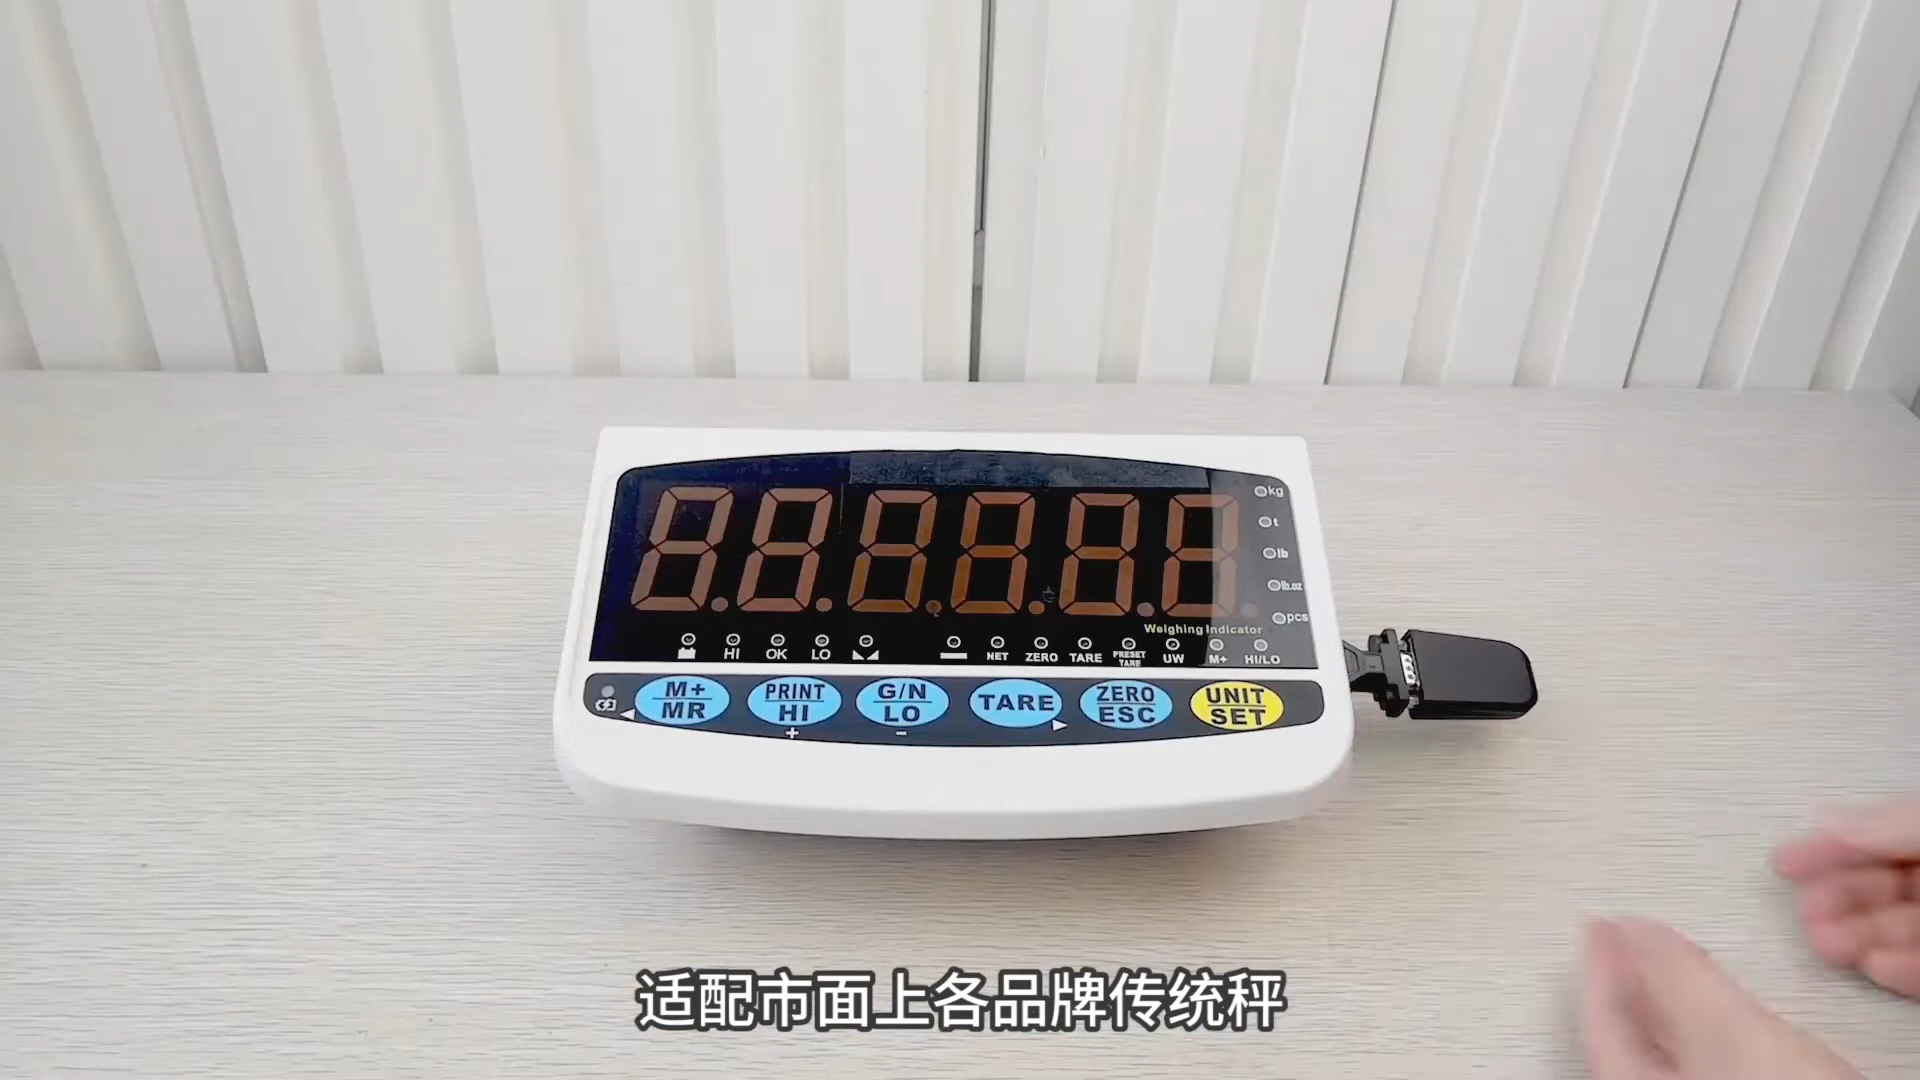 kg
t
lb
lb.oz
pcs
Weighing Indicator
HI OK LO NET ZERO TARE PRESET TARE UW M+ HI/LO
M+ PRINT G/N TARE ZERO UNIT
MR HI LO ESC SET
+ -
适配市面上各品牌传统秤